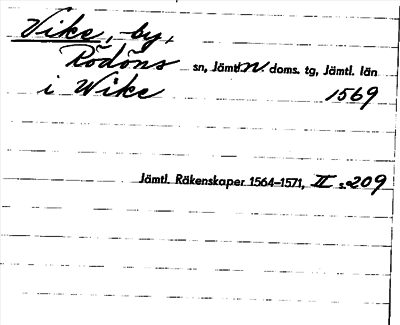 Vike, by,
Rödöns sn, Jämtl. n. doms. tg, Jämtl. län
i Wike 1569
Jämtl. Räkenskaper 1564–1571, II :209